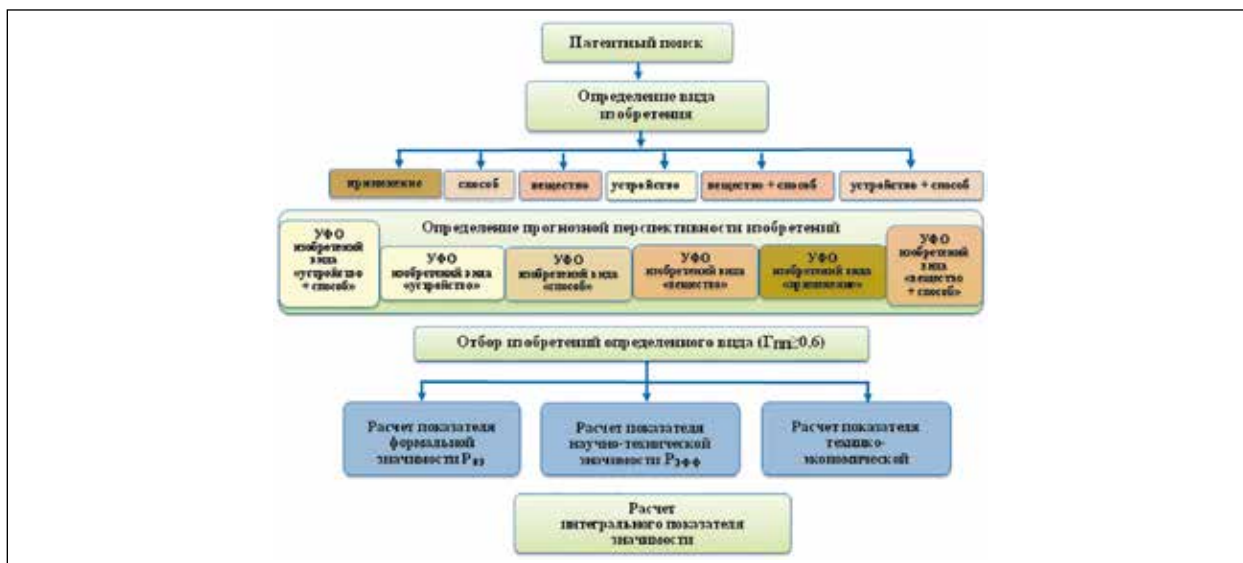 Патентный поиск
Определение вида
изобретения
применение
способ
вещество
устройство
вещество + способ
устройство + способ
Определение прогнозной перспективности изобретений
УФО
изобретений
вида
«устройство
+ способ»
УФО
изобретений вида
«устройство»
УФО
изобретений вида
«способ»
УФО
изобретений вида
«вещество»
УФО
изобретений вида
«применение»
УФО
изобретений
вида
«вещество
+ способ»
Отбор изобретений определенного вида (Гпп≥0,6)
Расчет показателя
формальной
значимости
Расчет показателя
научно-технической
значимости Рэфф
Расчет показателя
технико-
экономической
Расчет
интегрального показателя
значимости